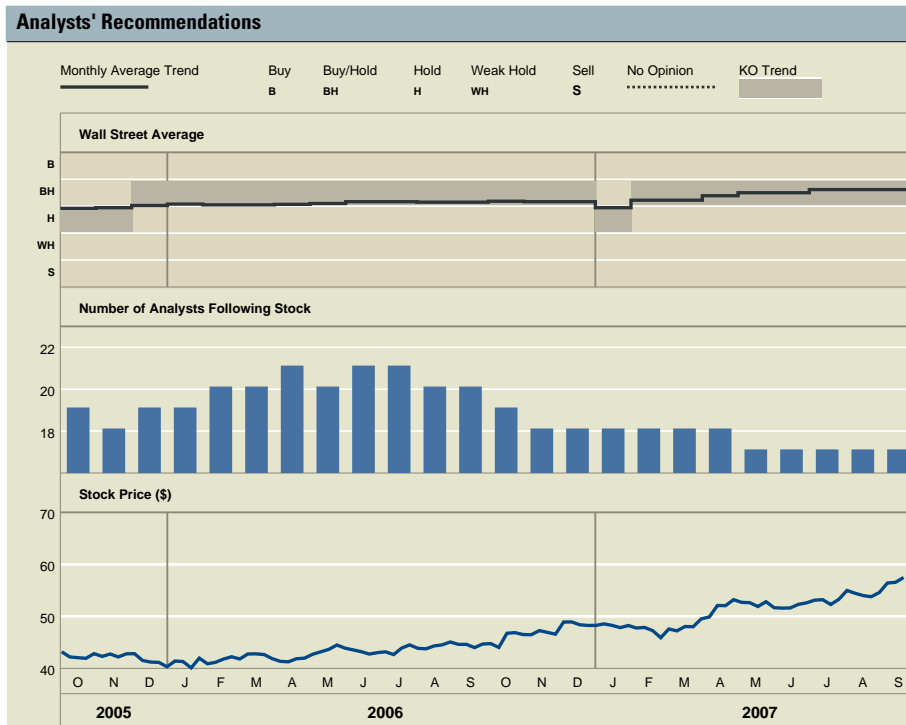 Analysts' Recommendations
Monthly Average Trend Buy Buy/Hold Hold Weak Hold Sell No Opinion KO Trend
B BH H WH S
Wall Street Average
B
BH
H
WH
S
Number of Analysts Following Stock
22
20
18
Stock Price ($)
70
60
50
40
O N D J F M A M J J A S O N D J F M A M J J A S
2005 2006 2007